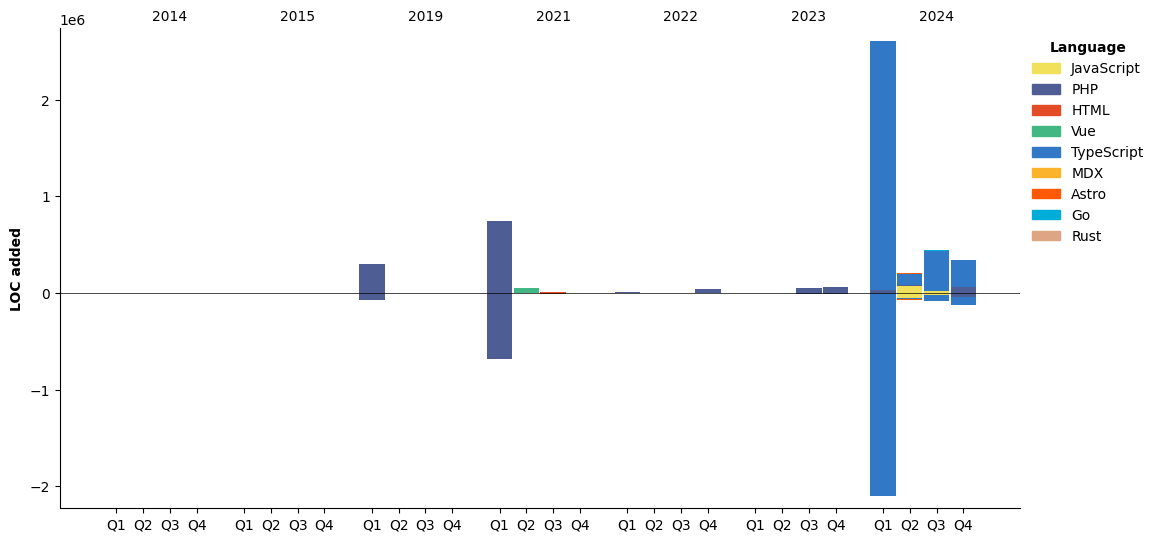 1e6
2014 2015 2019 2021 2022 2023 2024
Language
JavaScript
PHP
HTML
Vue
TypeScript
MDX
Astro
Go
Rust
LOC added
2
1
0
−1
−2
Q1 Q2 Q3 Q4 Q1 Q2 Q3 Q4 Q1 Q2 Q3 Q4 Q1 Q2 Q3 Q4 Q1 Q2 Q3 Q4 Q1 Q2 Q3 Q4 Q1 Q2 Q3 Q4